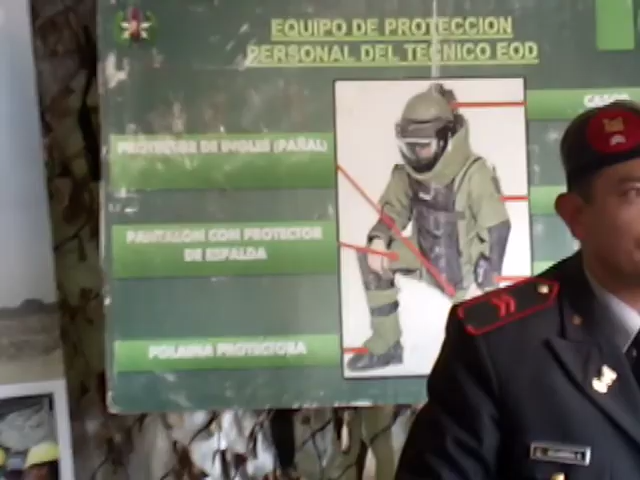 EQUIPO DE PROTECCION
PERSONAL DEL TECNICO EOD
PROTECTOR DE INGLES (PAÑAL)
PANTALON CON PROTECTOR
DE ESPALDA
POLAINA PROTECTORA
CASCO